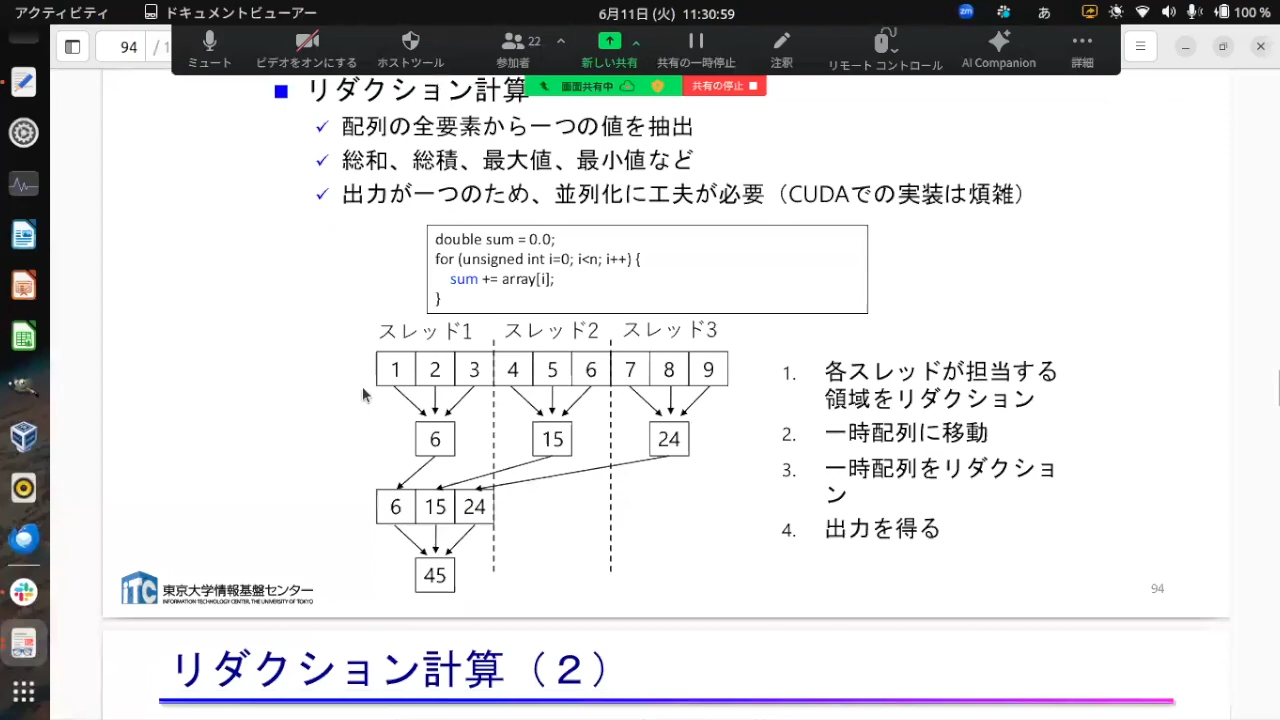 アクティビティ
ドキュメントビューアー
6月11日 (火) 11:30:59
zm
あ
100 %
94
/ 1
ミュート
ビデオをオンにする
ホストツール
22
参加者
新しい共有
共有の一時停止
注釈
リモート コントロール
AI Companion
詳細
画面共有中
共有の停止
リダクション計算
配列の全要素から一つの値を抽出
総和、総積、最大値、最小値など
出力が一つのため、並列化に工夫が必要（CUDAでの実装は煩雑）
double sum = 0.0;
for (unsigned int i=0; i<n; i++) {
sum += array[i];
}
スレッド1 スレッド2 スレッド3
1 2 3 4 5 6 7 8 9
6 15 24
6 15 24
45
1. 各スレッドが担当する
領域をリダクション
2. 一時配列に移動
3. 一時配列をリダクショ
ン
4. 出力を得る
iTC 東京大学情報基盤センター
INFORMATION TECHNOLOGY CENTER, THE UNIVERSITY OF TOKYO
94
リダクション計算（２）